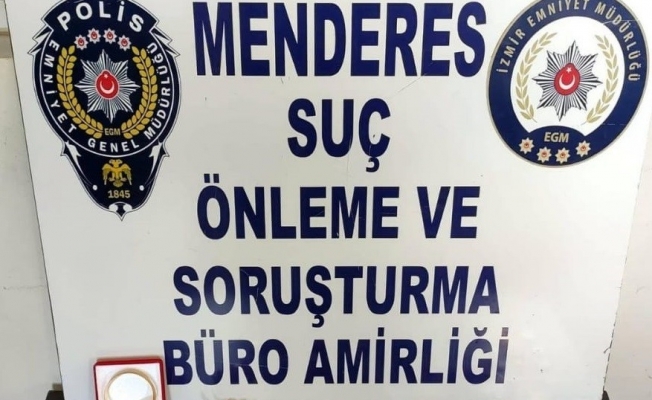 POLİS
EMNİYET GENEL MÜDÜRLÜĞÜ
EGM
1845
MENDERES
SUÇ
ÖNLEME VE
SORUŞTURMA
BÜRO AMİRLİĞİ
İZMİR EMNİYET MÜDÜRLÜĞÜ
EGM